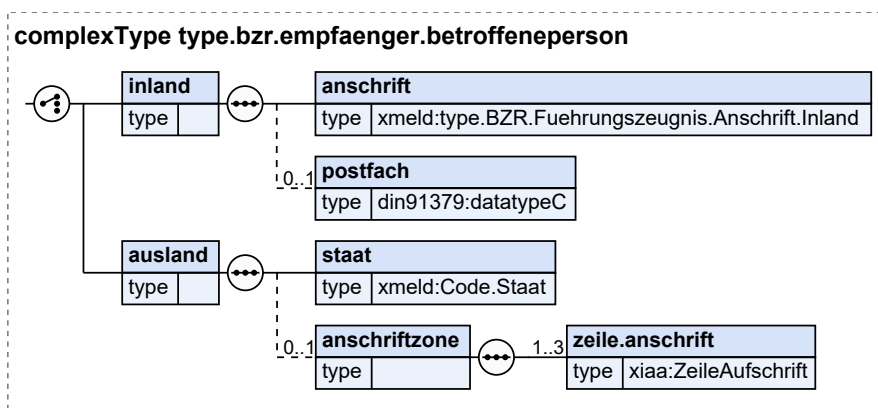 complexType type.bzr.empfaenger.betroffeneperson
inland
type
anschrift
type xmeld:type.BZR.Fuehrungszeugnis.Anschrift.Inland
0..1
postfach
type din91379:datatypeC
ausland
type
staat
type xmeld:Code.Staat
0..1
anschriftzone
type
1..3
zeile.anschrift
type xiaa:ZeileAufschrift